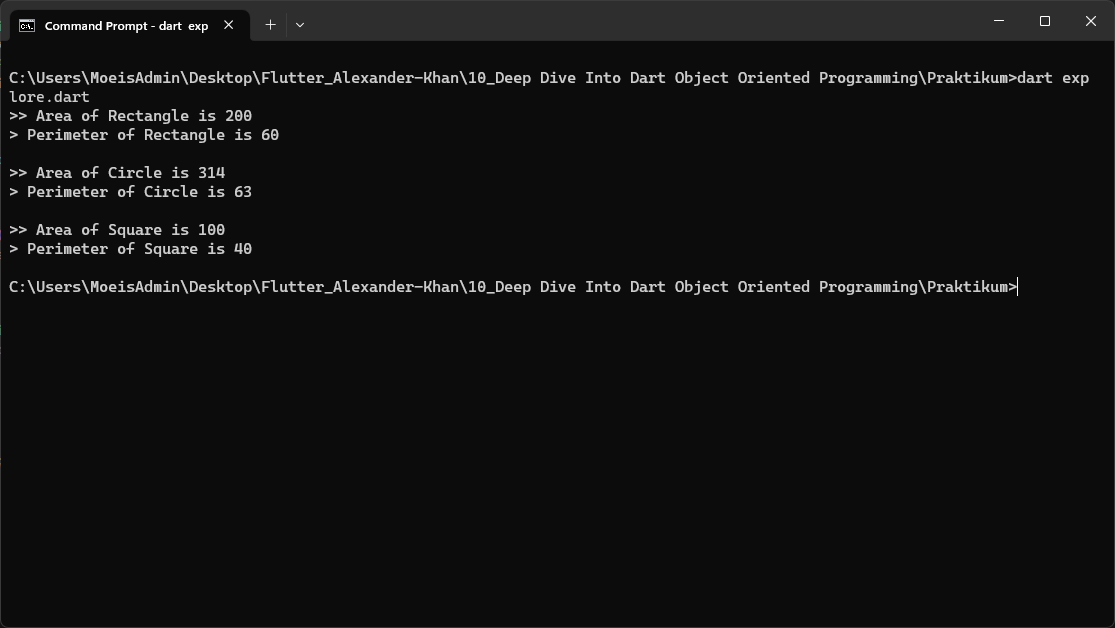 Command Prompt - dart  exp
C:\Users\MoeisAdmin\Desktop\Flutter_Alexander-Khan\10_Deep Dive Into Dart Object Oriented Programming\Praktikum>dart exp
lore.dart
>> Area of Rectangle is 200
> Perimeter of Rectangle is 60
>> Area of Circle is 314
> Perimeter of Circle is 63
>> Area of Square is 100
> Perimeter of Square is 40
C:\Users\MoeisAdmin\Desktop\Flutter_Alexander-Khan\10_Deep Dive Into Dart Object Oriented Programming\Praktikum>